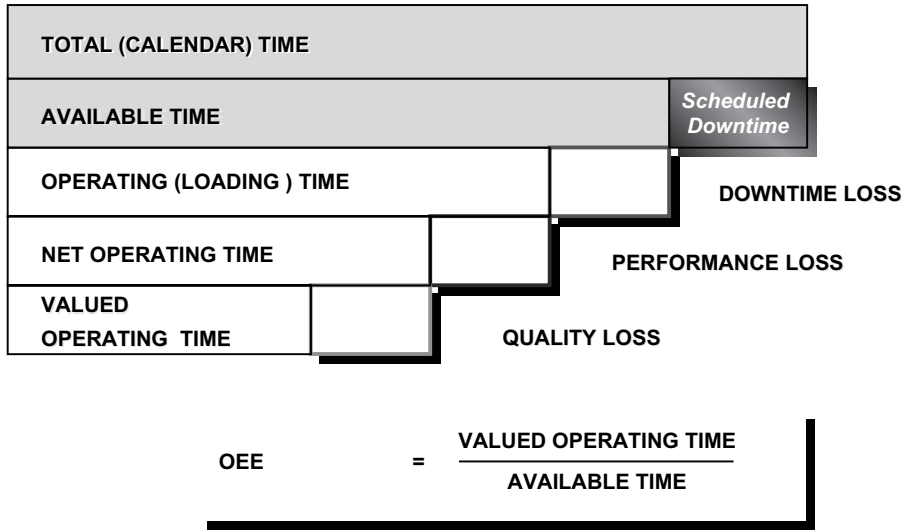 TOTAL (CALENDAR) TIME
AVAILABLE TIME
Scheduled
Downtime
OPERATING (LOADING ) TIME
DOWNTIME LOSS
NET OPERATING TIME
PERFORMANCE LOSS
VALUED
OPERATING TIME
QUALITY LOSS
OEE = VALUED OPERATING TIME
AVAILABLE TIME